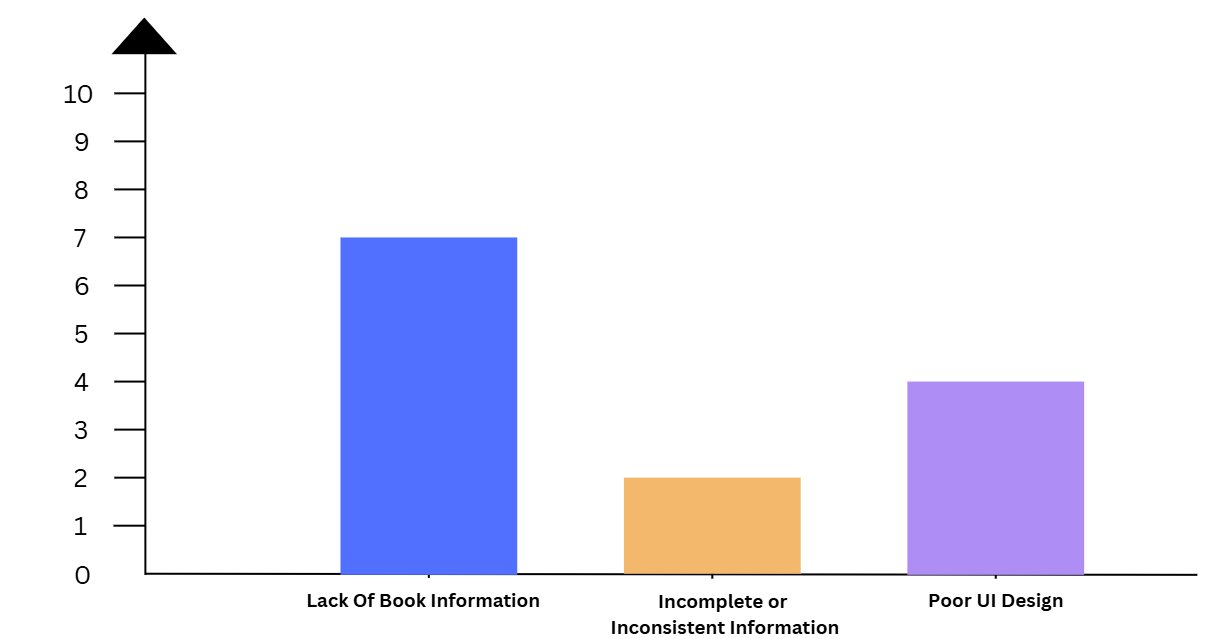 10
9
8
7
6
5
4
3
2
1
0
Lack Of Book Information
Incomplete or
Inconsistent Information
Poor UI Design